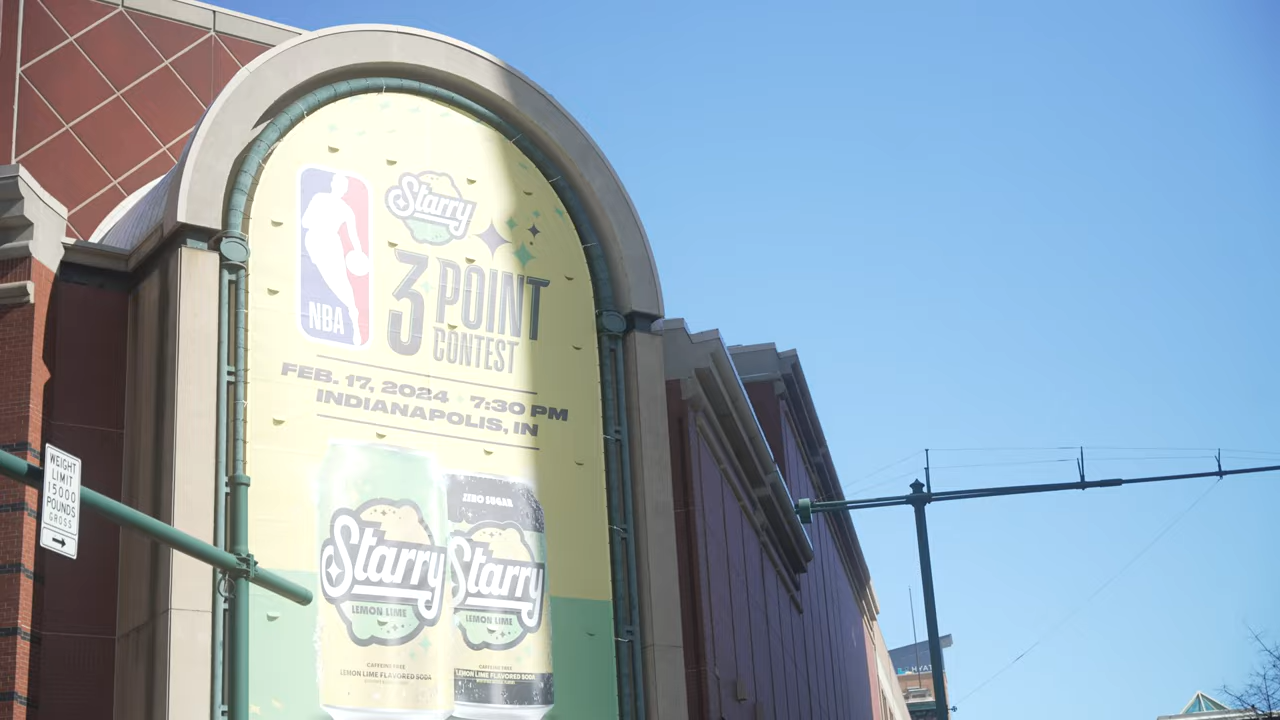 Starry
NBA
3 POINT
CONTEST
FEB. 17, 2024 7:30 PM
INDIANAPOLIS, IN
WEIGHT
LIMIT
15000
POUNDS
GROSS
ZERO SUGAR
Starry
LEMON LIME
CAFFEINE FREE
LEMON LIME FLAVORED SODA
Starry
LEMON LIME
CAFFEINE FREE
LEMON LIME FLAVORED SODA